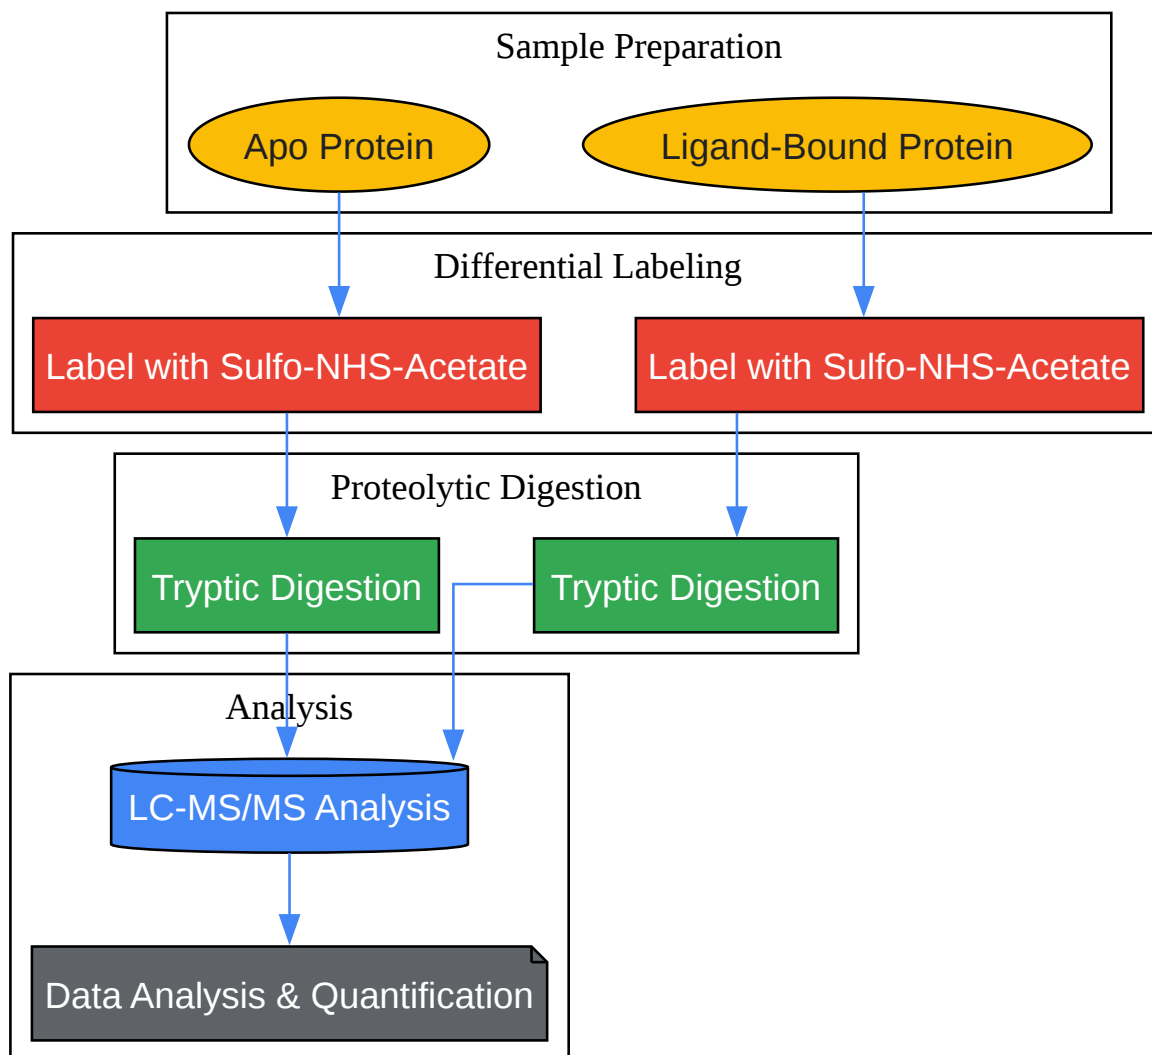 Sample Preparation
Apo Protein
Ligand-Bound Protein
Differential Labeling
Label with Sulfo-NHS-Acetate
Label with Sulfo-NHS-Acetate
Proteolytic Digestion
Tryptic Digestion
Tryptic Digestion
Analysis
LC-MS/MS Analysis
Data Analysis & Quantification